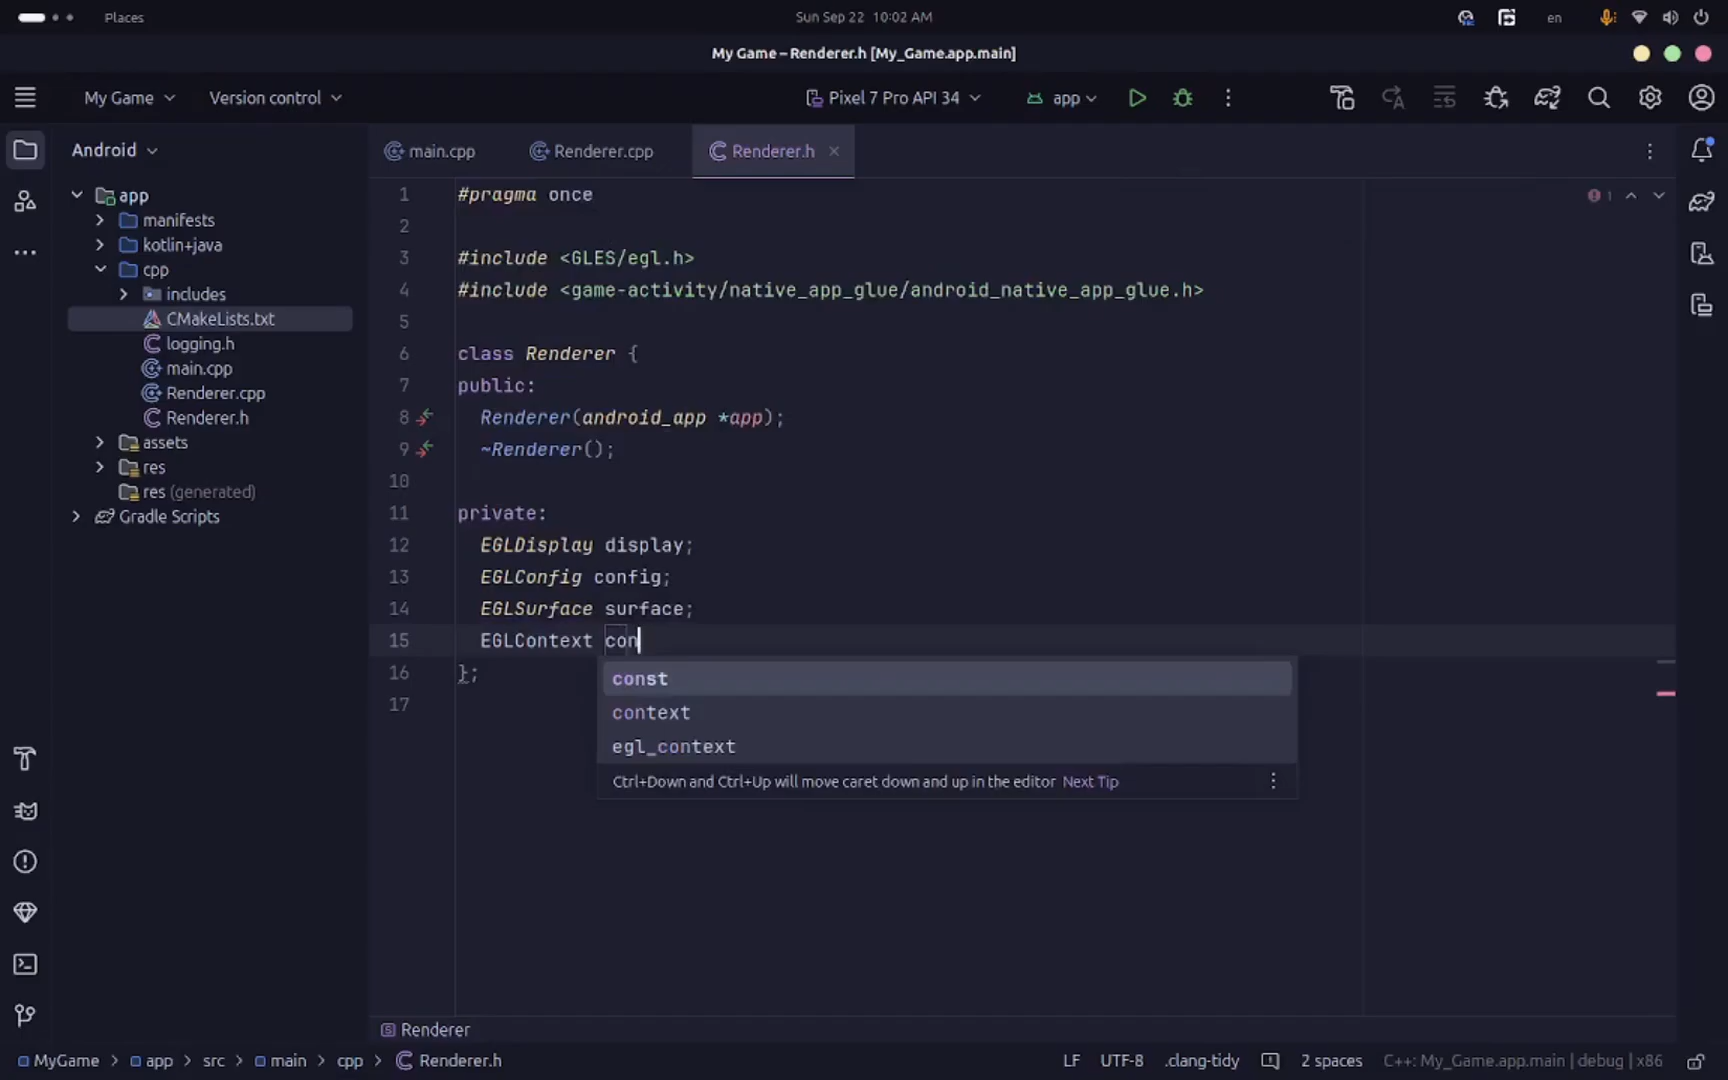 Places
Sun Sep 22 10:02 AM
en
My Game – Renderer.h [My_Game.app.main]
My Game
Version control
Pixel 7 Pro API 34
app
Android
main.cpp
Renderer.cpp
Renderer.h
app
manifests
kotlin+java
cpp
includes
CMakeLists.txt
logging.h
main.cpp
Renderer.cpp
Renderer.h
assets
res
res (generated)
Gradle Scripts
1 #pragma once
2
3 #include <GLES/egl.h>
4 #include <game-activity/native_app_glue/android_native_app_glue.h>
5
6 class Renderer {
7 public:
8 Renderer(android_app *app);
9 ~Renderer();
10
11 private:
12 EGLDisplay display;
13 EGLConfig config;
14 EGLSurface surface;
15 EGLContext con
16 };
17
1
const
context
egl_context
Ctrl+Down and Ctrl+Up will move caret down and up in the editor Next Tip
Renderer
MyGame > app > src > main > cpp > Renderer.h
LF UTF-8 .clang-tidy 2 spaces C++: My_Game.app.main | debug | x86